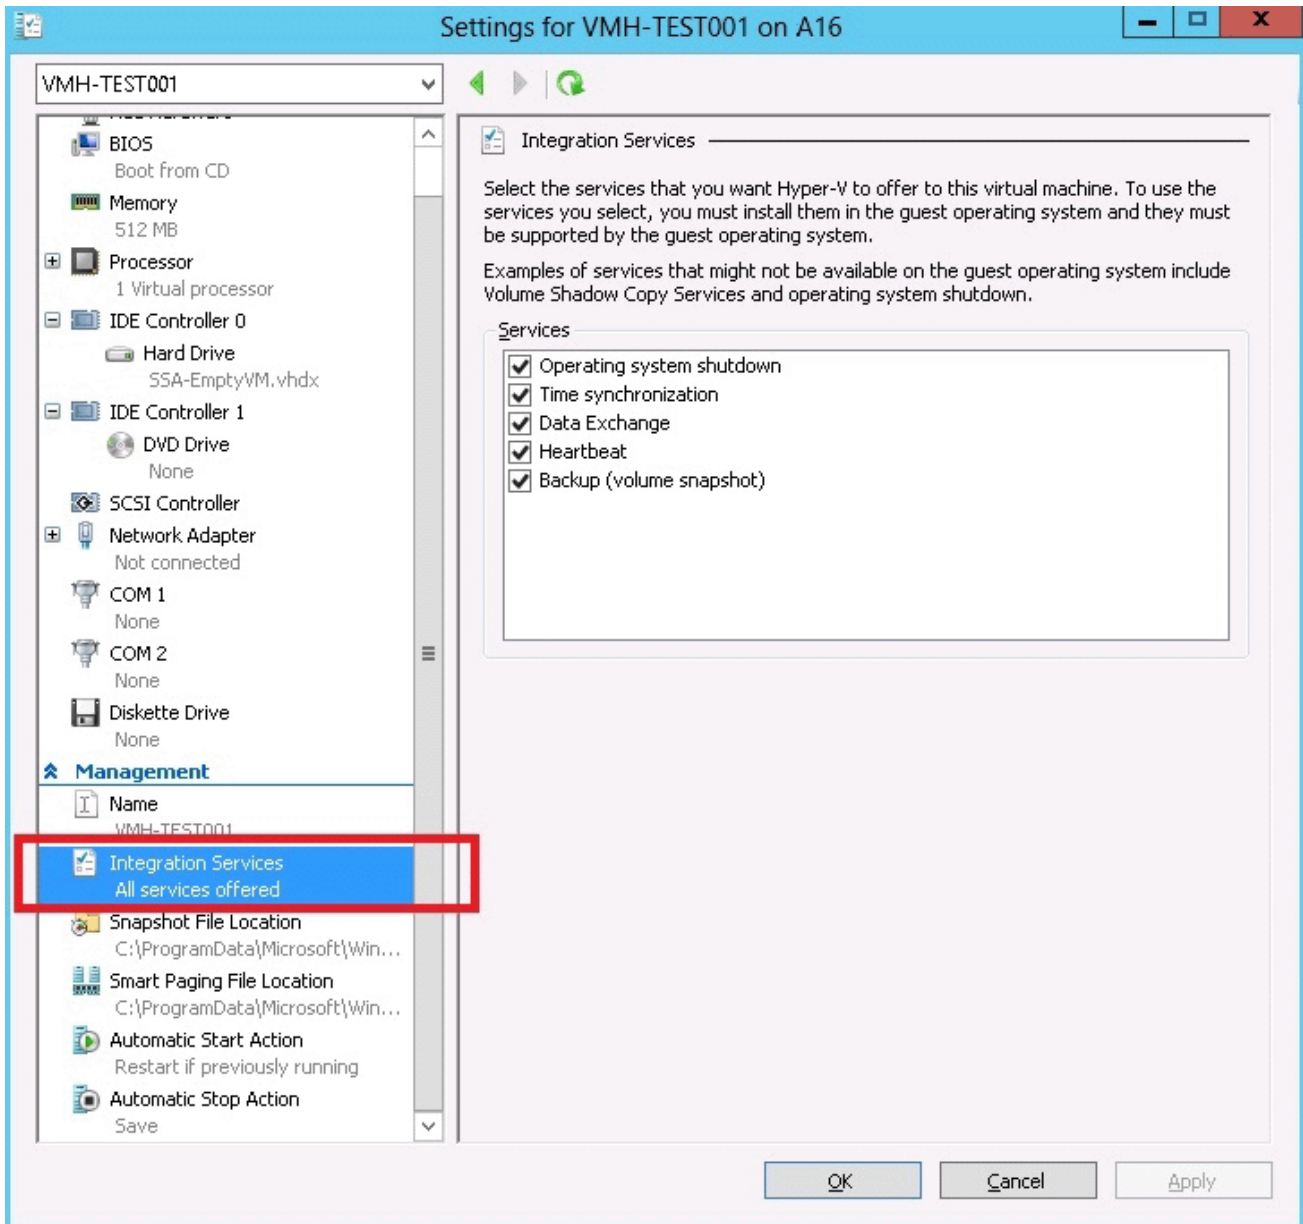 Settings for VMH-TEST001 on A16
VMH-TEST001
BIOS
Boot from CD
Memory
512 MB
Processor
1 Virtual processor
IDE Controller 0
Hard Drive
SSA-EmptyVM.vhdx
IDE Controller 1
DVD Drive
None
SCSI Controller
Network Adapter
Not connected
COM 1
None
COM 2
None
Diskette Drive
None
Management
Name
VMH-TEST001
Integration Services
All services offered
Snapshot File Location
C:\ProgramData\Microsoft\Win...
Smart Paging File Location
C:\ProgramData\Microsoft\Win...
Automatic Start Action
Restart if previously running
Automatic Stop Action
Save
Integration Services
Select the services that you want Hyper-V to offer to this virtual machine. To use the
services you select, you must install them in the guest operating system and they must
be supported by the guest operating system.
Examples of services that might not be available on the guest operating system include
Volume Shadow Copy Services and operating system shutdown.
Services
Operating system shutdown
Time synchronization
Data Exchange
Heartbeat
Backup (volume snapshot)
OK
Cancel
Apply